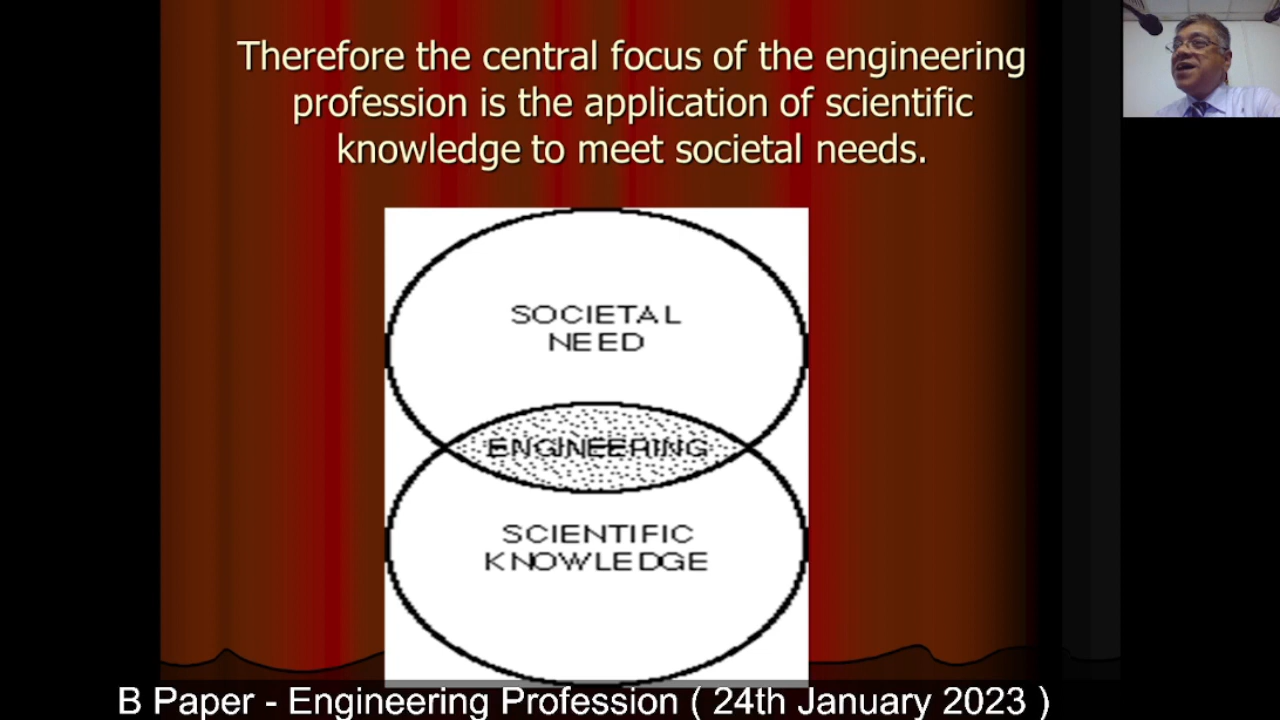 Therefore the central focus of the engineering
profession is the application of scientific
knowledge to meet societal needs.
SOCIETAL
NEED
ENGINEERING
SCIENTIFIC
KNOWLEDGE
B Paper - Engineering Profession ( 24th January 2023 )